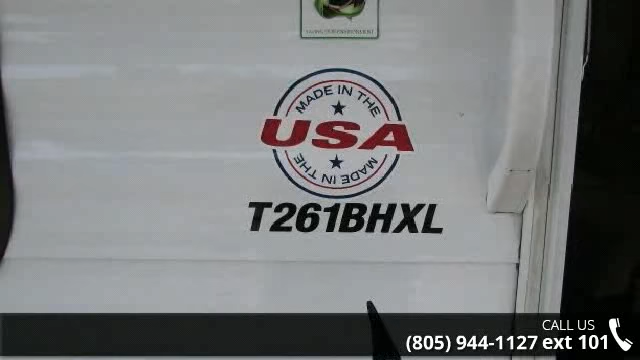 MADE IN THE
USA
MADE IN THE
T261BHXL
CALL US
(805) 944-1127 ext 101